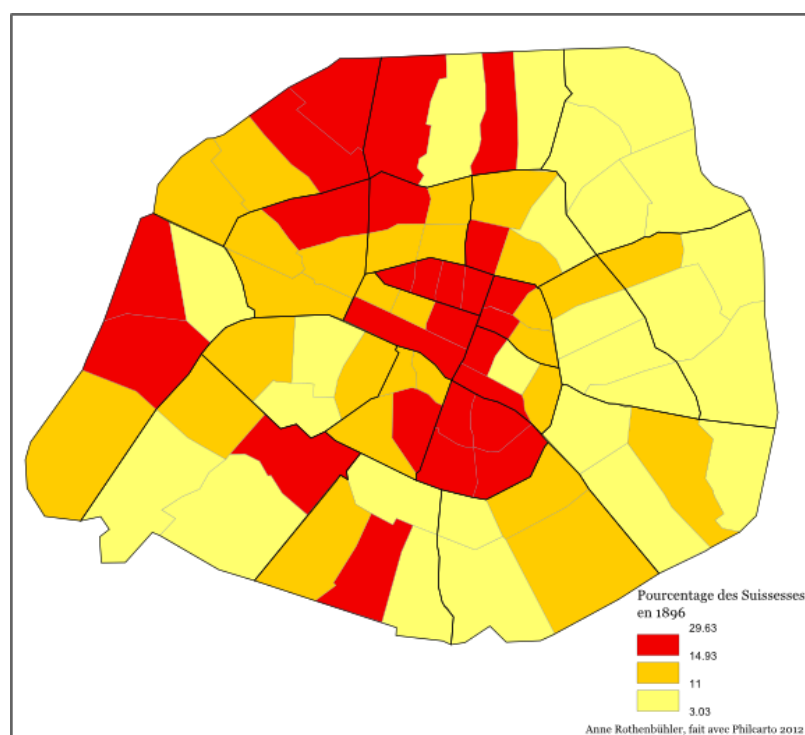 Pourcentage des Suissesses
en 1896
29.63
14.93
11
3.03
Anne Rothenbühler, fait avec Philcarto 2012